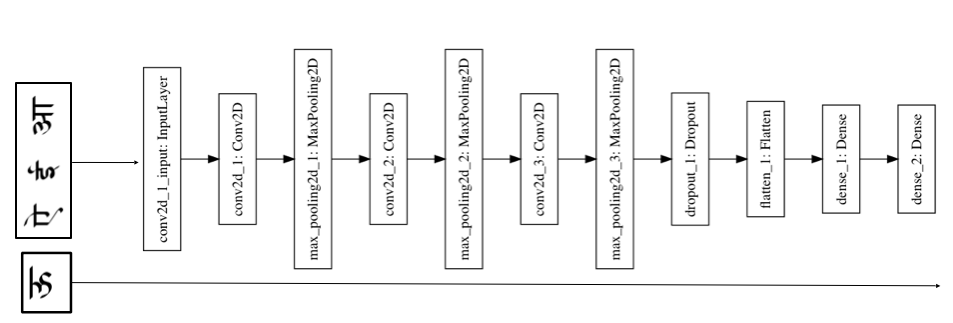 आ
conv2d_1_input: InputLayer
conv2d_1: Conv2D
max_pooling2d_1: MaxPooling2D
conv2d_2: Conv2D
max_pooling2d_2: MaxPooling2D
conv2d_3: Conv2D
max_pooling2d_3: MaxPooling2D
dropout_1: Dropout
flatten_1: Flatten
dense_1: Dense
dense_2: Dense